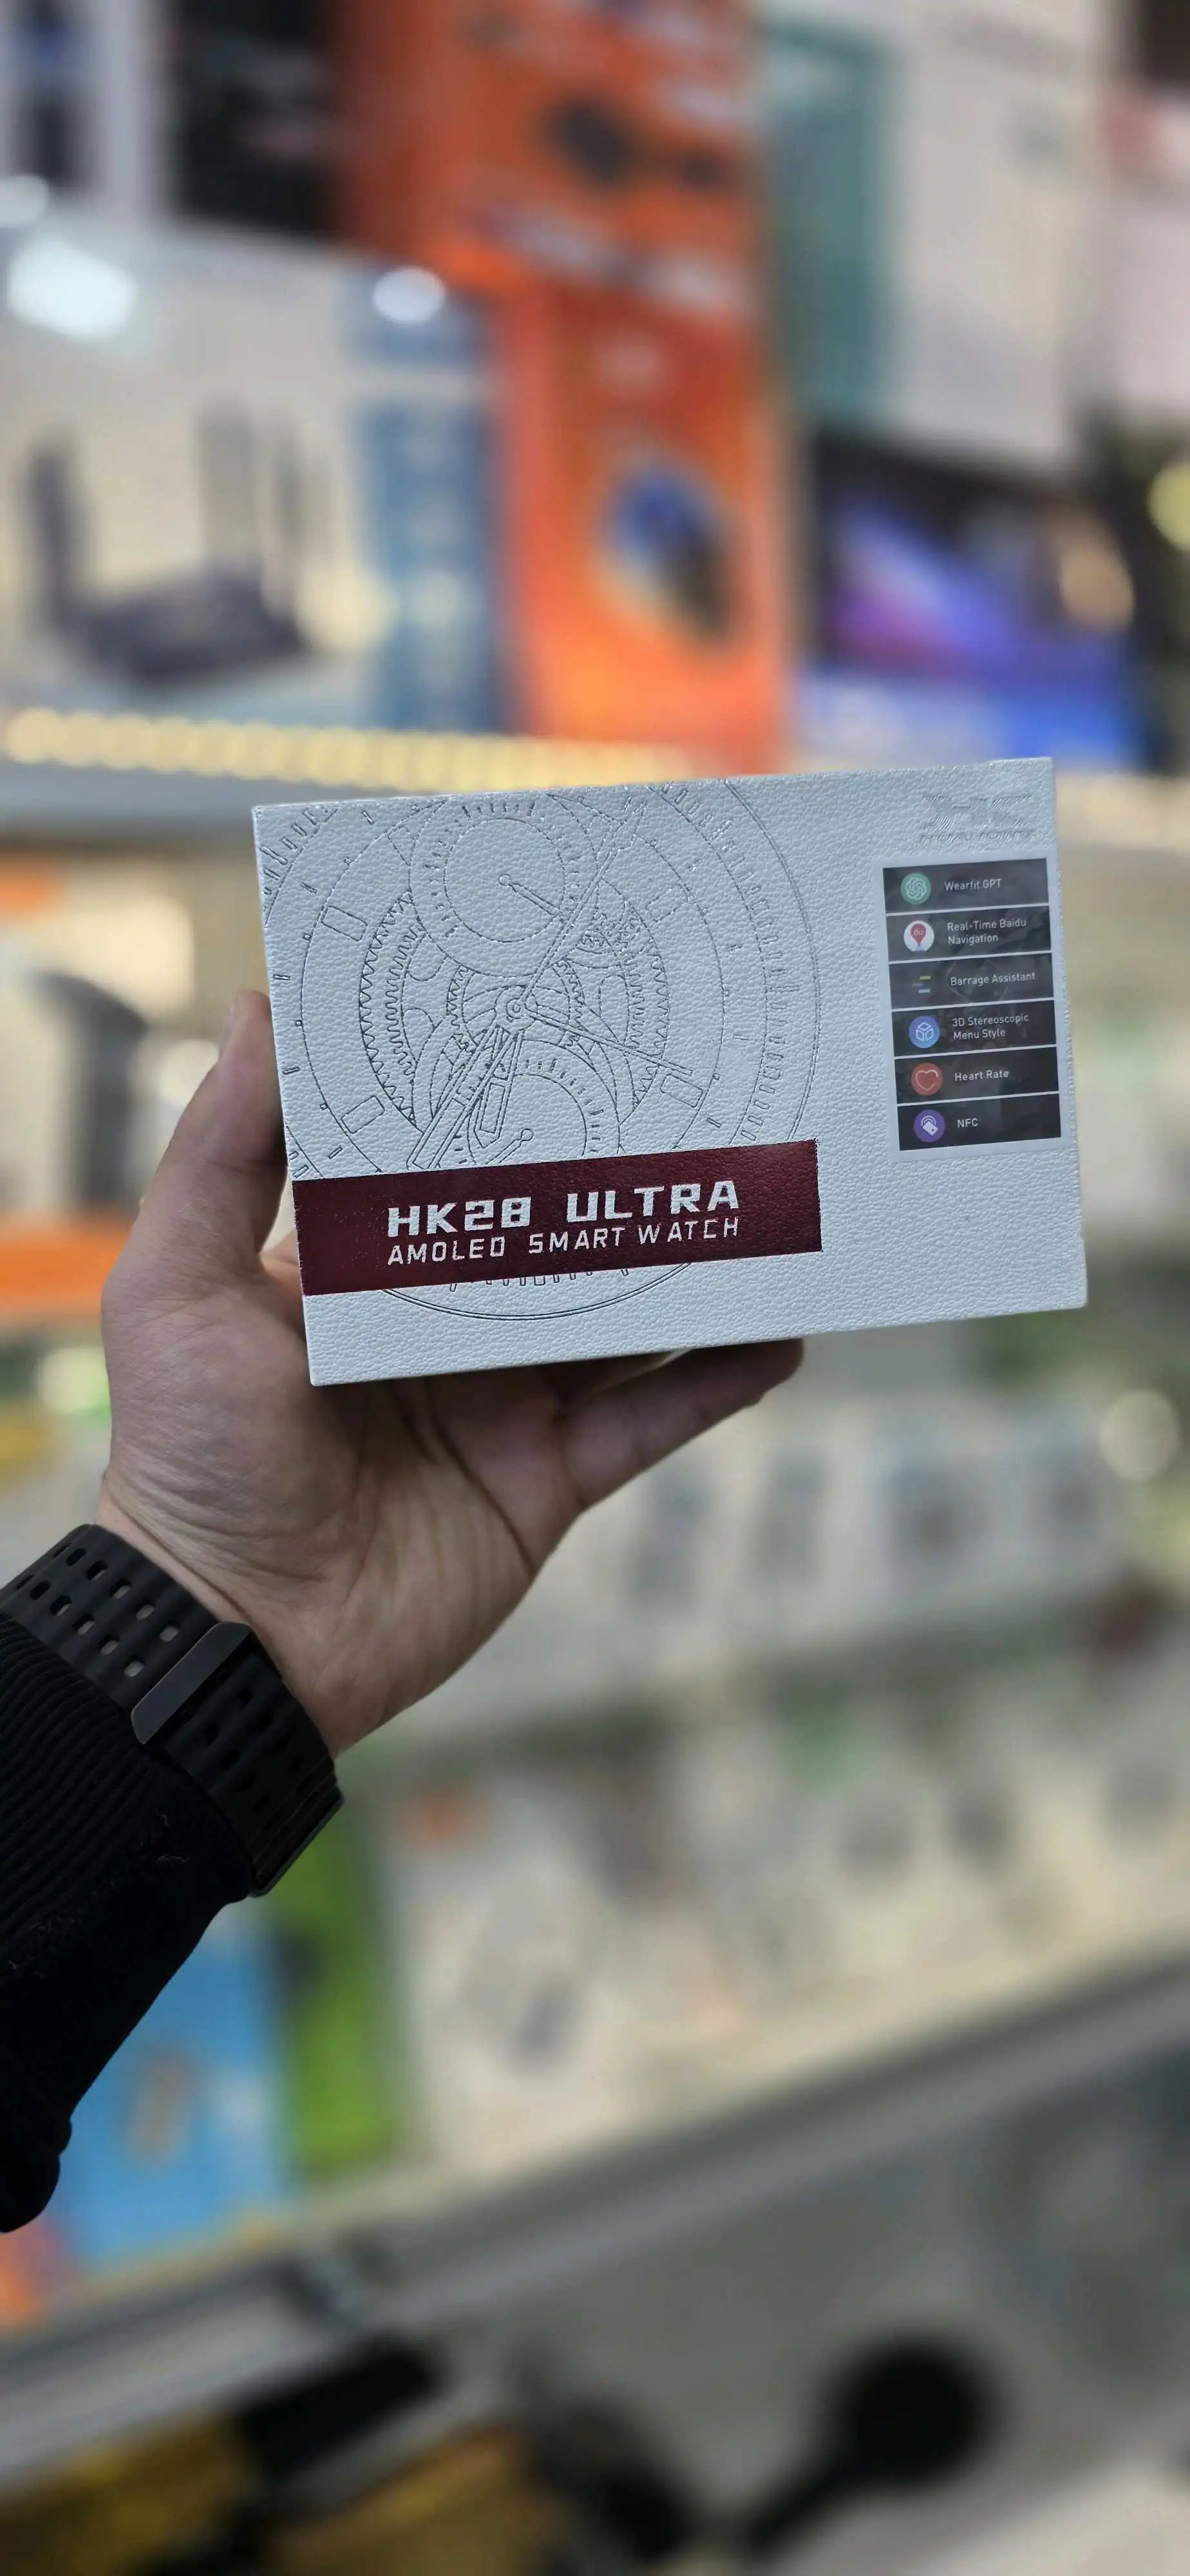 Wearfit GPT
Real-Time Baidu
Navigation
Barrage Assistant
3D Stereoscopic
Menu Style
Heart Rate
NFC
HK28 ULTRA
AMOLED SMART WATCH